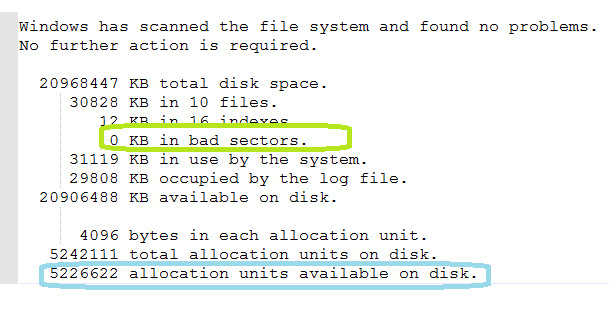 Windows has scanned the file system and found no problems.
No further action is required.
20968447 KB total disk space.
30828 KB in 10 files.
12 KB in 16 indexes
0 KB in bad sectors.
31119 KB in use by the system.
29808 KB occupied by the log file.
20906488 KB available on disk.
4096 bytes in each allocation unit.
5242111 total allocation units on disk.
5226622 allocation units available on disk.